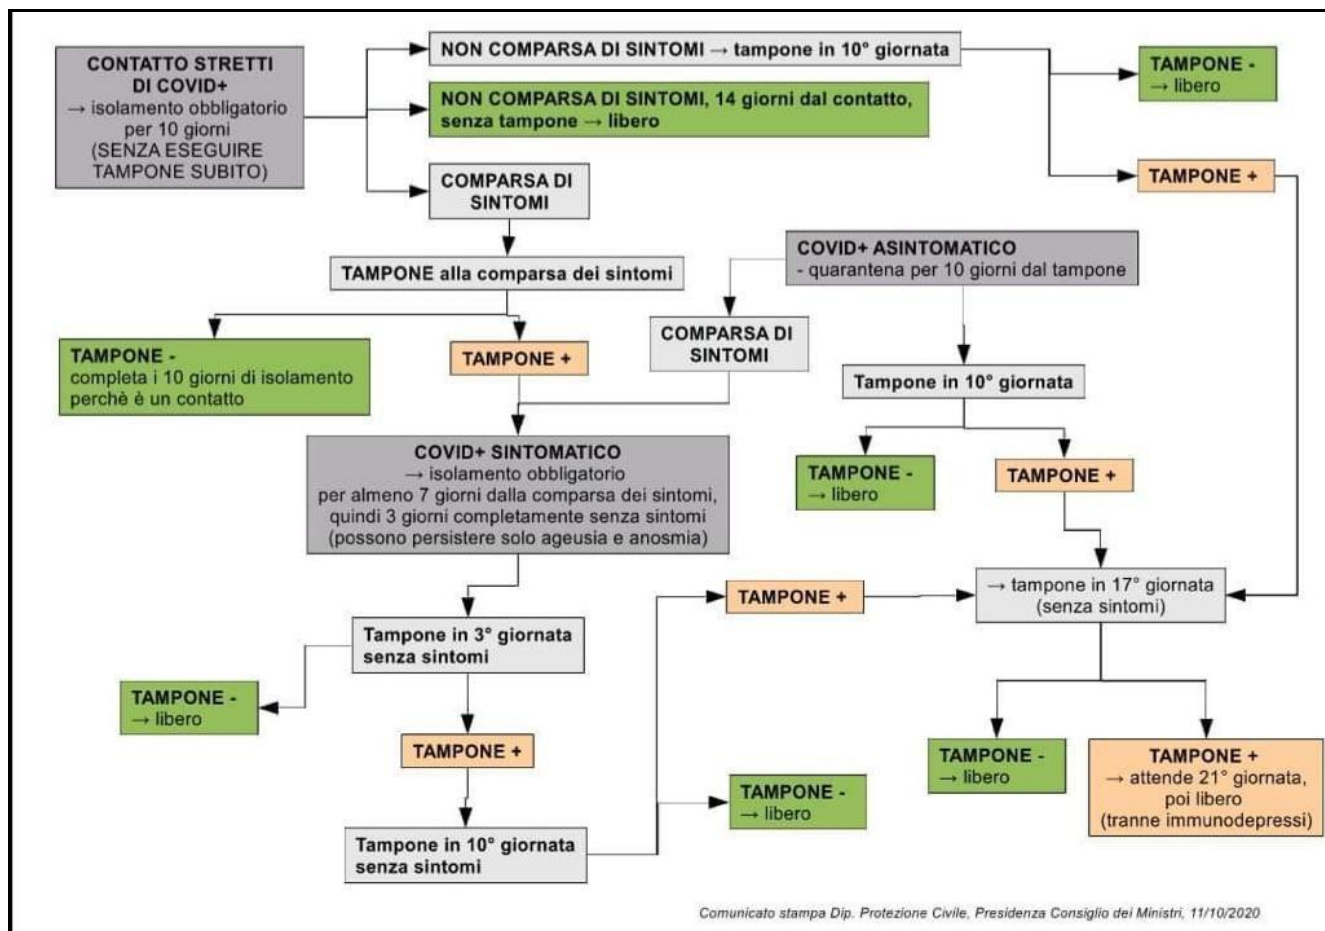 CONTATTO STRETTI
DI COVID+
→ isolamento obbligatorio
per 10 giorni
(SENZA ESEGUIRE
TAMPONE SUBITO)
NON COMPARSA DI SINTOMI → tampone in 10° giornata
NON COMPARSA DI SINTOMI, 14 giorni dal contatto,
senza tampone → libero
TAMPONE -
→ libero
TAMPONE +
COMPARSA DI
SINTOMI
TAMPONE alla comparsa dei sintomi
COVID+ ASINTOMATICO
- quarantena per 10 giorni dal tampone
COMPARSA DI
SINTOMI
TAMPONE -
completa i 10 giorni di isolamento
perchè è un contatto
TAMPONE +
Tampone in 10° giornata
COVID+ SINTOMATICO
→ isolamento obbligatorio
per almeno 7 giorni dalla comparsa dei sintomi,
quindi 3 giorni completamente senza sintomi
(possono persistere solo ageusia e anosmia)
TAMPONE -
→ libero
TAMPONE +
TAMPONE +
→ tampone in 17° giornata
(senza sintomi)
Tampone in 3° giornata
senza sintomi
TAMPONE -
→ libero
TAMPONE +
TAMPONE -
→ libero
TAMPONE +
→ attende 21° giornata,
poi libero
(tranne immunodepressi)
TAMPONE -
→ libero
Tampone in 10° giornata
senza sintomi
Comunicato stampa Dip. Protezione Civile, Presidenza Consiglio dei Ministri, 11/10/2020